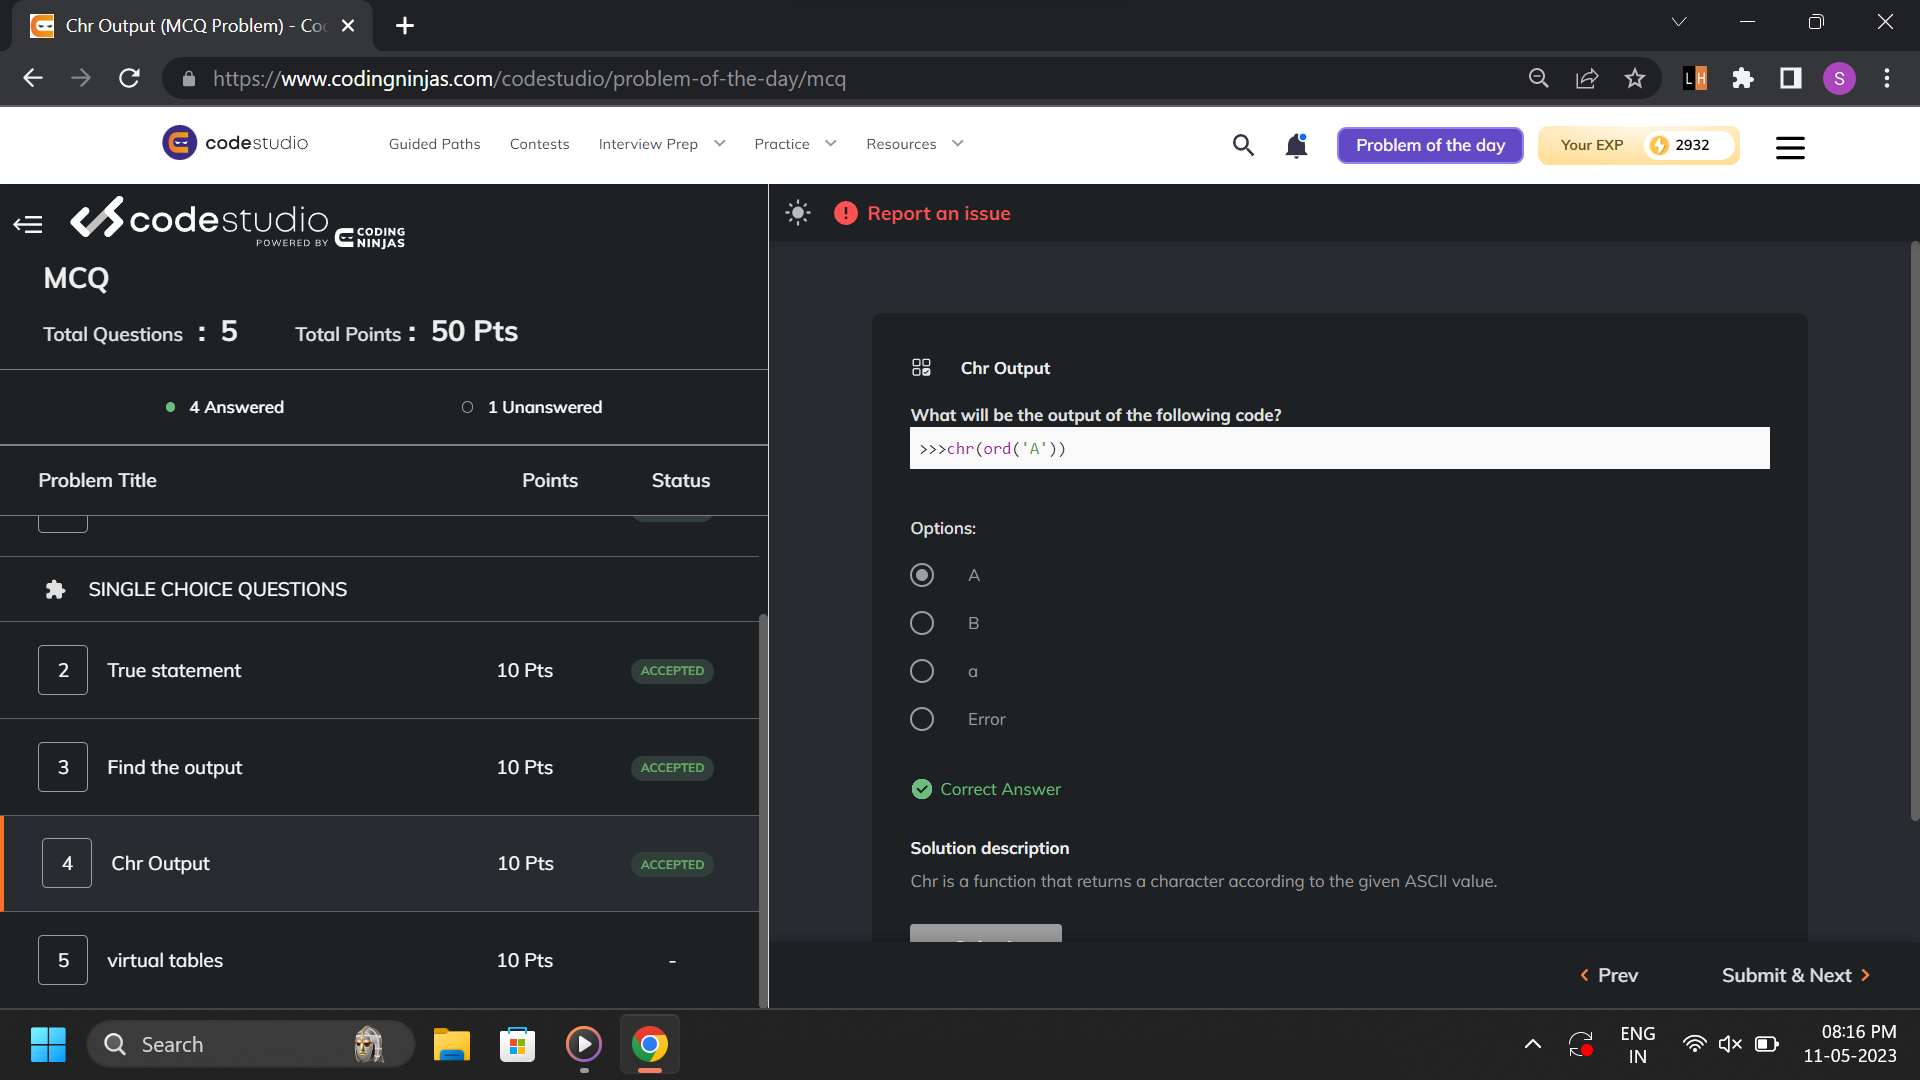 Chr Output (MCQ Problem) - Co
https://www.codingninjas.com/codestudio/problem-of-the-day/mcq
LH
S
codestudio
Guided Paths
Contests
Interview Prep
Practice
Resources
Problem of the day
Your EXP
2932
codestudio
POWERED BY CODING NINJAS
MCQ
Total Questions : 5
Total Points : 50 Pts
4 Answered
1 Unanswered
Problem Title
Points
Status
SINGLE CHOICE QUESTIONS
2 True statement 10 Pts ACCEPTED
3 Find the output 10 Pts ACCEPTED
4 Chr Output 10 Pts ACCEPTED
5 virtual tables 10 Pts -
Report an issue
Chr Output
What will be the output of the following code?
>>>chr(ord('A'))
Options:
A
B
a
Error
Correct Answer
Solution description
Chr is a function that returns a character according to the given ASCII value.
Prev
Submit & Next
Search
ENG
IN
08:16 PM
11-05-2023